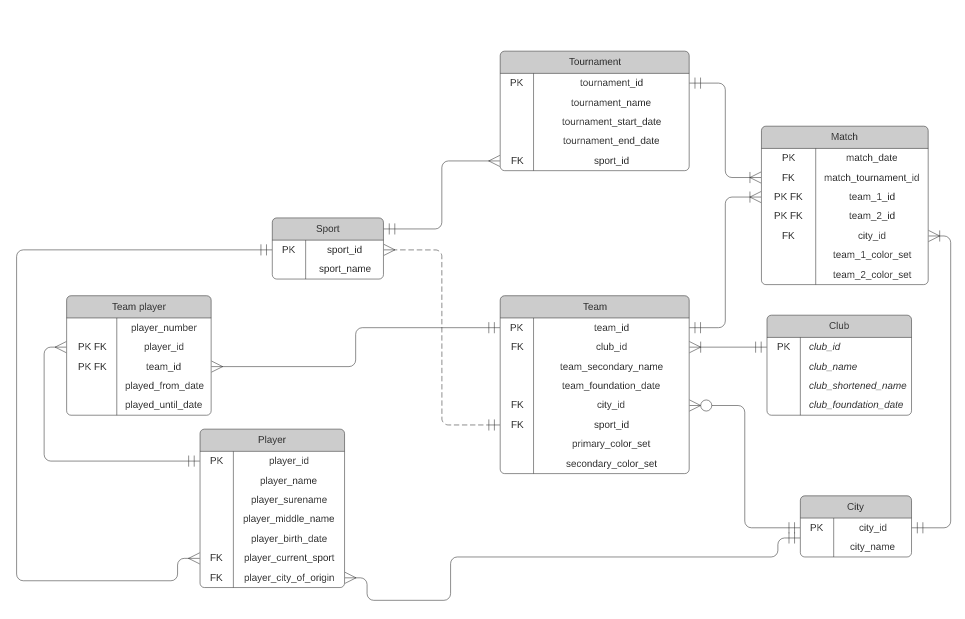 Tournament
PK tournament_id
tournament_name
tournament_start_date
tournament_end_date
FK sport_id
Match
PK match_date
FK match_tournament_id
PK FK team_1_id
PK FK team_2_id
FK city_id
team_1_color_set
team_2_color_set
Sport
PK sport_id
sport_name
Team player
player_number
PK FK player_id
PK FK team_id
played_from_date
played_until_date
Team
PK team_id
FK club_id
team_secondary_name
team_foundation_date
FK city_id
FK sport_id
primary_color_set
secondary_color_set
Club
PK club_id
club_name
club_shortened_name
club_foundation_date
Player
PK player_id
player_name
player_surename
player_middle_name
player_birth_date
FK player_current_sport
FK player_city_of_origin
City
PK city_id
city_name